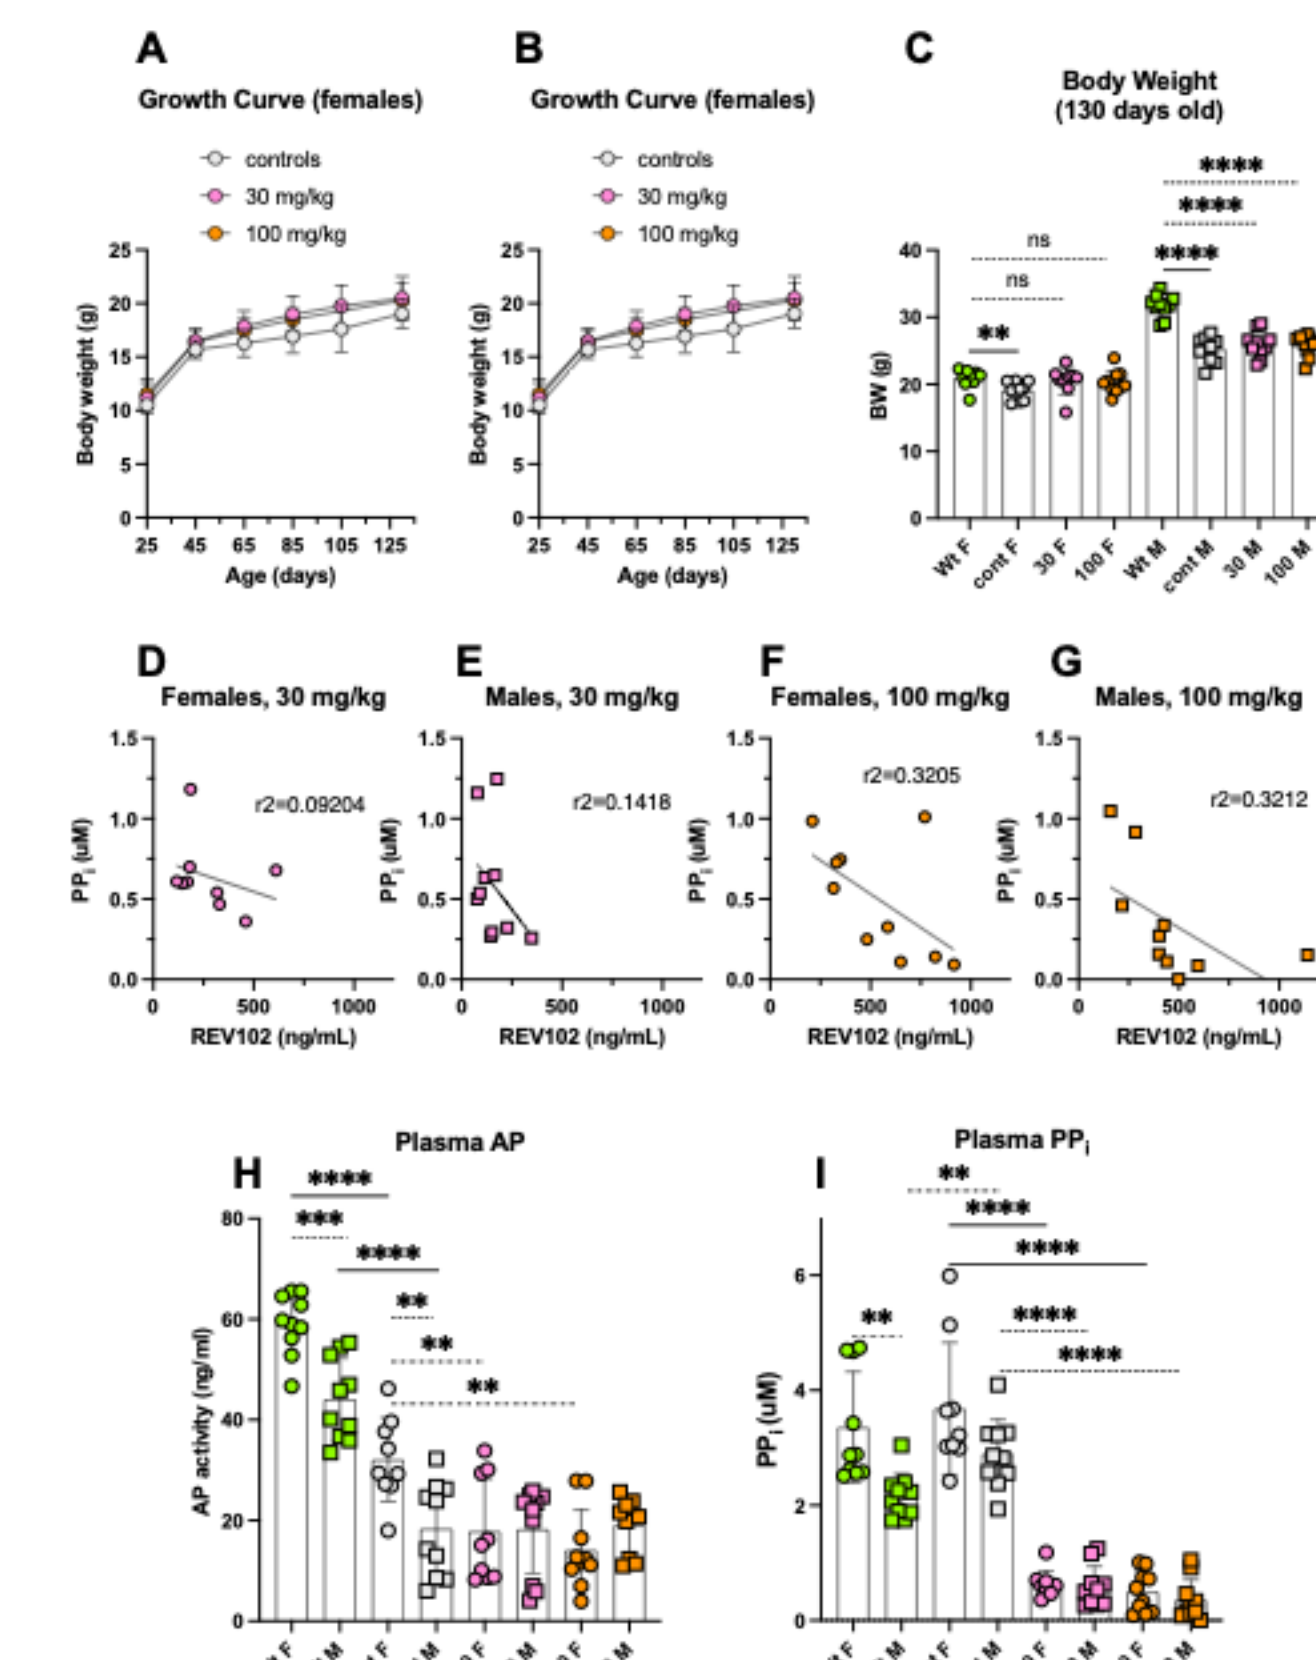 A
B
C
Growth Curve (females)
Growth Curve (females)
Body Weight
(130 days old)
controls
30 mg/kg
100 mg/kg
controls
30 mg/kg
100 mg/kg
****
****
****
ns
ns
**
Body weight (g)
25
20
15
10
5
0
25 45 65 85 105 125
Age (days)
Body weight (g)
25
20
15
10
5
0
25 45 65 85 105 125
Age (days)
BW (g)
40
30
20
10
0
Wt F
cont F
30 F
100 F
Wt M
cont M
30 M
100 M
D
E
F
G
Females, 30 mg/kg
Males, 30 mg/kg
Females, 100 mg/kg
Males, 100 mg/kg
r2=0.09204
r2=0.1418
r2=0.3205
r2=0.3212
PPi (uM)
1.5
1.0
0.5
0.0
0 500 1000
REV102 (ng/mL)
PPi (uM)
1.5
1.0
0.5
0.0
0 500 1000
REV102 (ng/mL)
PPi (uM)
1.5
1.0
0.5
0.0
0 500 1000
REV102 (ng/mL)
PPi (uM)
1.5
1.0
0.5
0.0
0 500 1000
REV102 (ng/mL)
H
Plasma AP
****
***
****
**
**
**
AP activity (ng/ml)
80
60
40
20
0
F
M
F
M
F
M
F
M
I
Plasma PPi
**
****
****
**
****
****
PPi (uM)
6
4
2
0
F
M
F
M
F
M
F
M